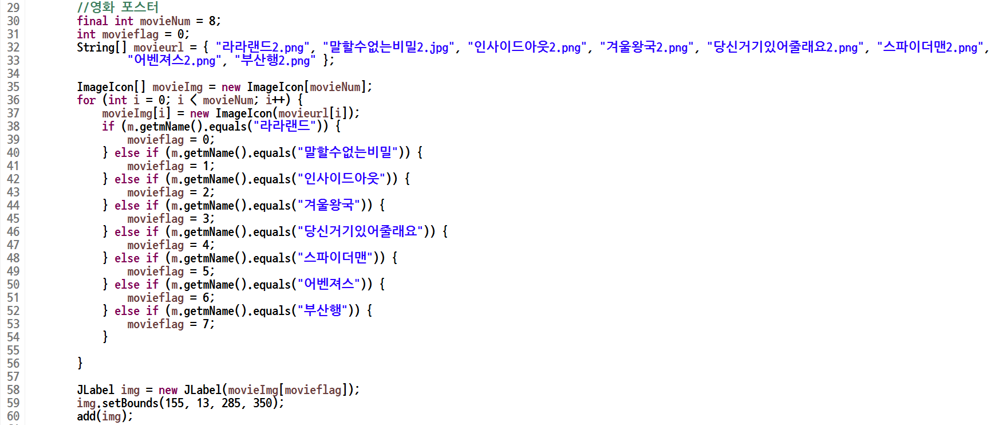 29 //영화 포스터
30 final int movieNum = 8;
31 int movieflag = 0;
32 String[] movieurl = { "라라랜드2.png", "말할수없는비밀2.jpg", "인사이드아웃2.png", "겨울왕국2.png", "당신거기있어줄래요2.png", "스파이더맨2.png",
33 "어벤져스2.png", "부산행2.png" };
34
35 ImageIcon[] movieImg = new ImageIcon[movieNum];
36 for (int i = 0; i < movieNum; i++) {
37 movieImg[i] = new ImageIcon(movieurl[i]);
38 if (m.getmName().equals("라라랜드")) {
39 movieflag = 0;
40 } else if (m.getmName().equals("말할수없는비밀")) {
41 movieflag = 1;
42 } else if (m.getmName().equals("인사이드아웃")) {
43 movieflag = 2;
44 } else if (m.getmName().equals("겨울왕국")) {
45 movieflag = 3;
46 } else if (m.getmName().equals("당신거기있어줄래요")) {
47 movieflag = 4;
48 } else if (m.getmName().equals("스파이더맨")) {
49 movieflag = 5;
50 } else if (m.getmName().equals("어벤져스")) {
51 movieflag = 6;
52 } else if (m.getmName().equals("부산행")) {
53 movieflag = 7;
54 }
55
56 }
57
58 JLabel img = new JLabel(movieImg[movieflag]);
59 img.setBounds(155, 13, 285, 350);
60 add(img);